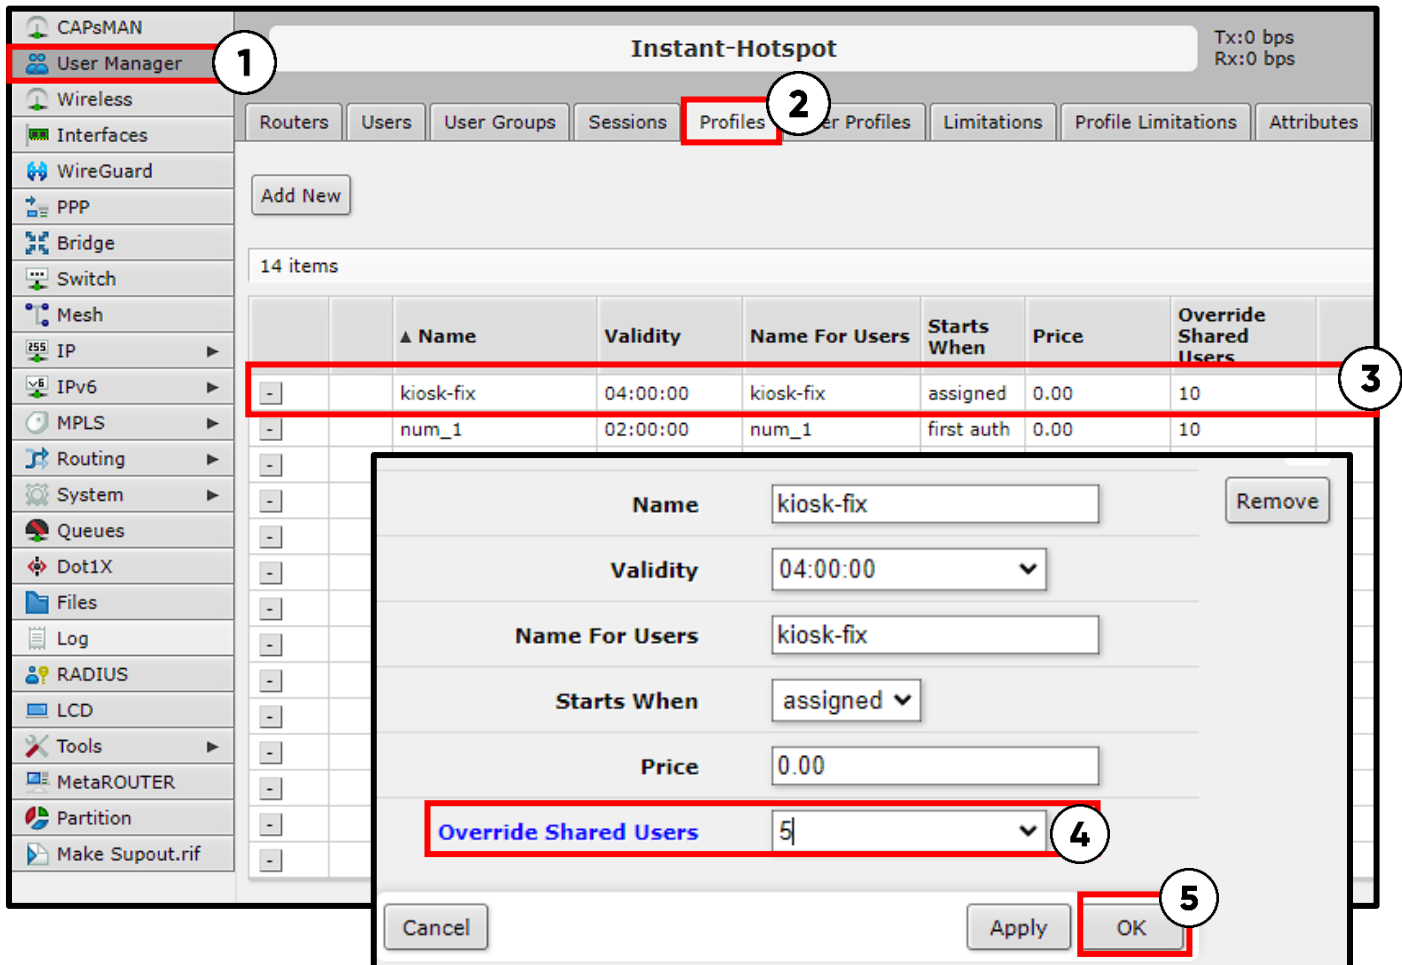 CAPsMAN
User Manager
1
Wireless
Interfaces
WireGuard
PPP
Bridge
Switch
Mesh
IP
IPv6
MPLS
Routing
System
Queues
Dot1X
Files
Log
RADIUS
LCD
Tools
MetaROUTER
Partition
Make Supout.rif
Instant-Hotspot
Tx:0 bps
Rx:0 bps
2
Routers Users User Groups Sessions Profiles er Profiles Limitations Profile Limitations Attributes
Add New
14 items
▲ Name Validity Name For Users Starts When Price Override Shared Users
- kiosk-fix 04:00:00 kiosk-fix assigned 0.00 10
3
- num_1 02:00:00 num_1 first auth 0.00 10
-
-
-
-
-
-
-
-
-
-
-
-
Name kiosk-fix
Remove
Validity 04:00:00
Name For Users kiosk-fix
Starts When assigned
Price 0.00
Override Shared Users 5
4
5
Cancel Apply OK